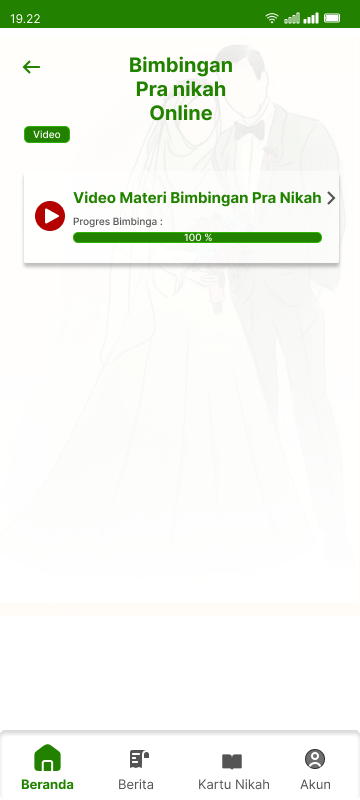 19.22
Bimbingan
Pra nikah
Online
Video
Video Materi Bimbingan Pra Nikah
Progres Bimbinga :
100 %
Beranda
Berita
Kartu Nikah
Akun